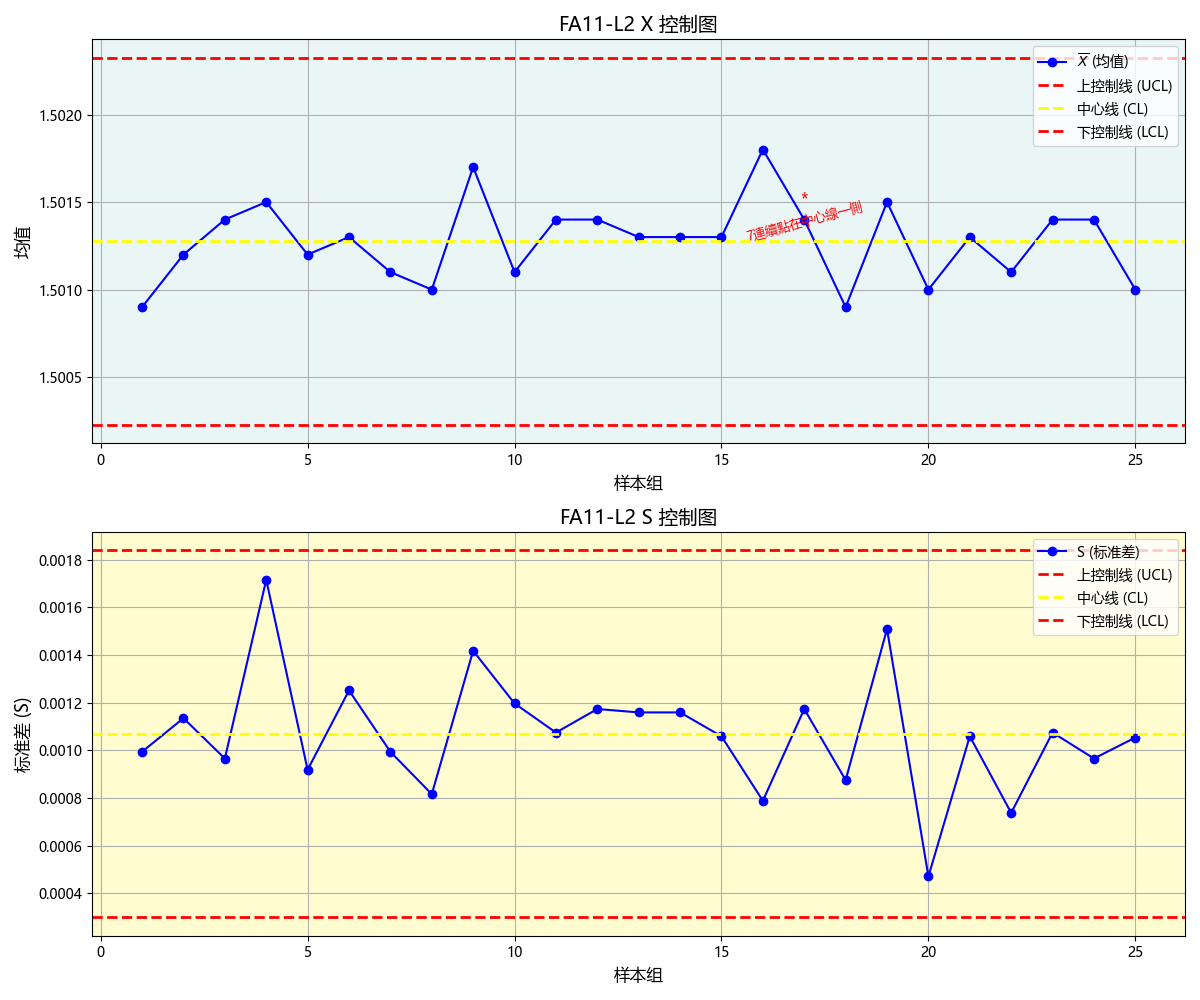 FA11-L2 X 控制图
X (均值)
上控制线 (UCL)
中心线 (CL)
下控制线 (LCL)
1.5020
1.5015
1.5010
1.5005
均值
*
7連續點在中心線一側
0 5 10 15 20 25
样本组
FA11-L2 S 控制图
S (标准差)
上控制线 (UCL)
中心线 (CL)
下控制线 (LCL)
0.0018
0.0016
0.0014
0.0012
0.0010
0.0008
0.0006
0.0004
标准差 (S)
0 5 10 15 20 25
样本组